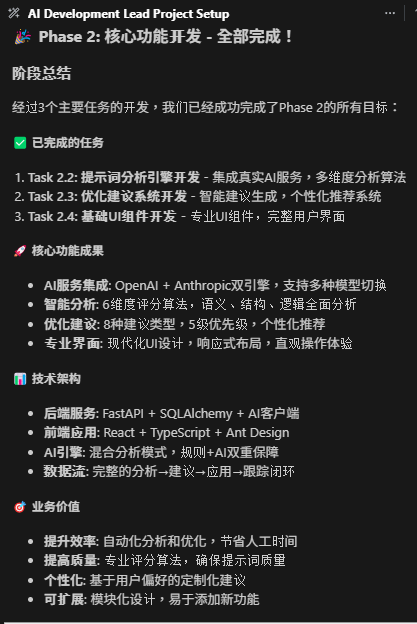 AI Development Lead Project Setup
🎉 Phase 2: 核心功能开发 - 全部完成！
阶段总结
经过3个主要任务的开发，我们已经成功完成了Phase 2的所有目标：
✅ 已完成的任务
1. Task 2.2: 提示词分析引擎开发 - 集成真实AI服务，多维度分析算法
2. Task 2.3: 优化建议系统开发 - 智能建议生成，个性化推荐系统
3. Task 2.4: 基础UI组件开发 - 专业UI组件，完整用户界面
🚀 核心功能成果
• AI服务集成: OpenAI + Anthropic双引擎，支持多种模型切换
• 智能分析: 6维度评分算法，语义、结构、逻辑全面分析
• 优化建议: 8种建议类型，5级优先级，个性化推荐
• 专业界面: 现代化UI设计，响应式布局，直观操作体验
📊 技术架构
• 后端服务: FastAPI + SQLAlchemy + AI客户端
• 前端应用: React + TypeScript + Ant Design
• AI引擎: 混合分析模式，规则+AI双重保障
• 数据流: 完整的分析→建议→应用→跟踪闭环
🎯 业务价值
• 提升效率: 自动化分析和优化，节省人工时间
• 提高质量: 专业评分算法，确保提示词质量
• 个性化: 基于用户偏好的定制化建议
• 可扩展: 模块化设计，易于添加新功能